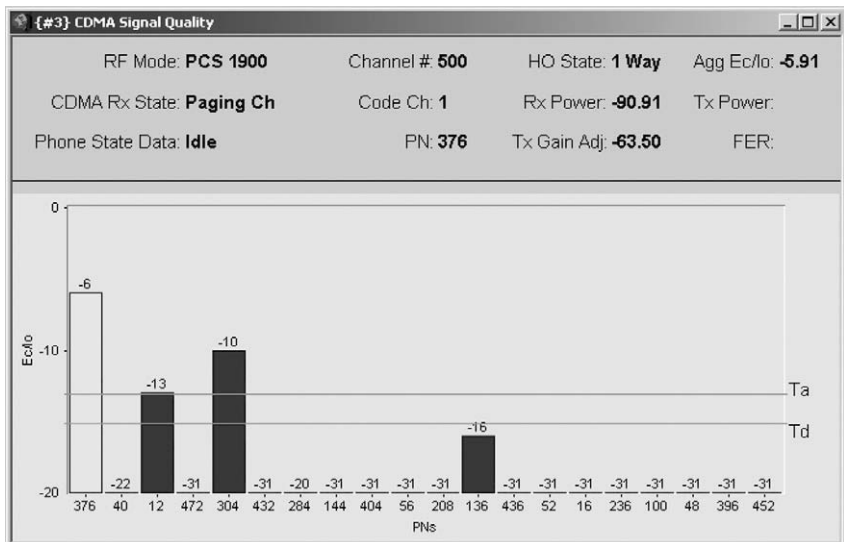 {#3} CDMA Signal Quality
RF Mode: PCS 1900 Channel #: 500 HO State: 1 Way Agg Ec/Io: -5.91
CDMA Rx State: Paging Ch Code Ch: 1 Rx Power: -90.91 Tx Power:
Phone State Data: Idle PN: 376 Tx Gain Adj: -63.50 FER:
0
-6
Ec/Io
-10
-10
-13
Ta
Td
-16
-22 -31 -31 -20 -31 -31 -31 -31 -31 -31 -31 -31 -31 -31 -31 -31
-20
376 40 12 472 304 432 284 144 404 56 208 136 436 52 16 236 100 48 396 452
PNs